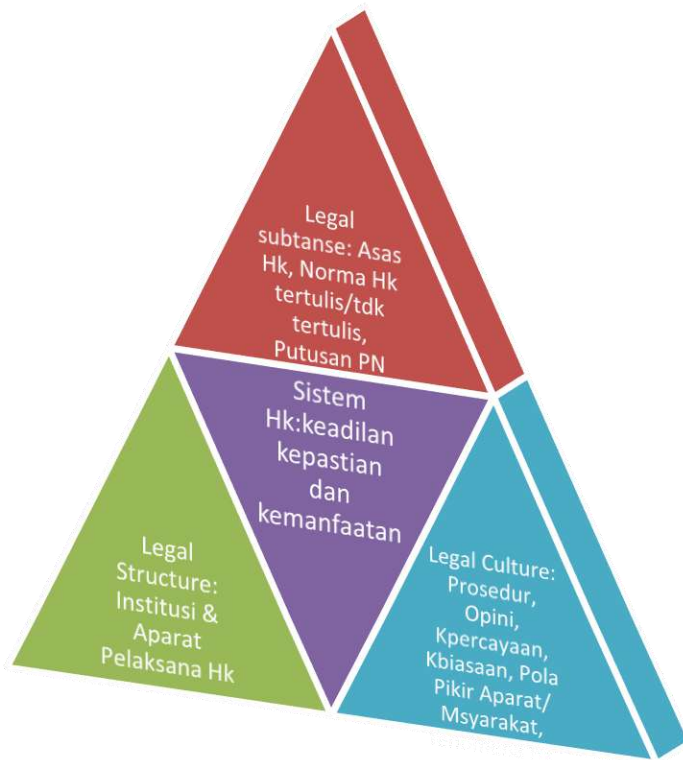 Legal
subtanse: Asas
Hk, Norma Hk
tertulis/tdk
tertulis,
Putusan PN
Sistem
Hk:keadilan
kepastian
dan
kemanfaatan
Legal
Structure:
Institusi &
Aparat
Pelaksana Hk
Legal Culture:
Prosedur,
Opini,
Kpercayaan,
Kbiasaan, Pola
Pikir Aparat/
Msyarakat,